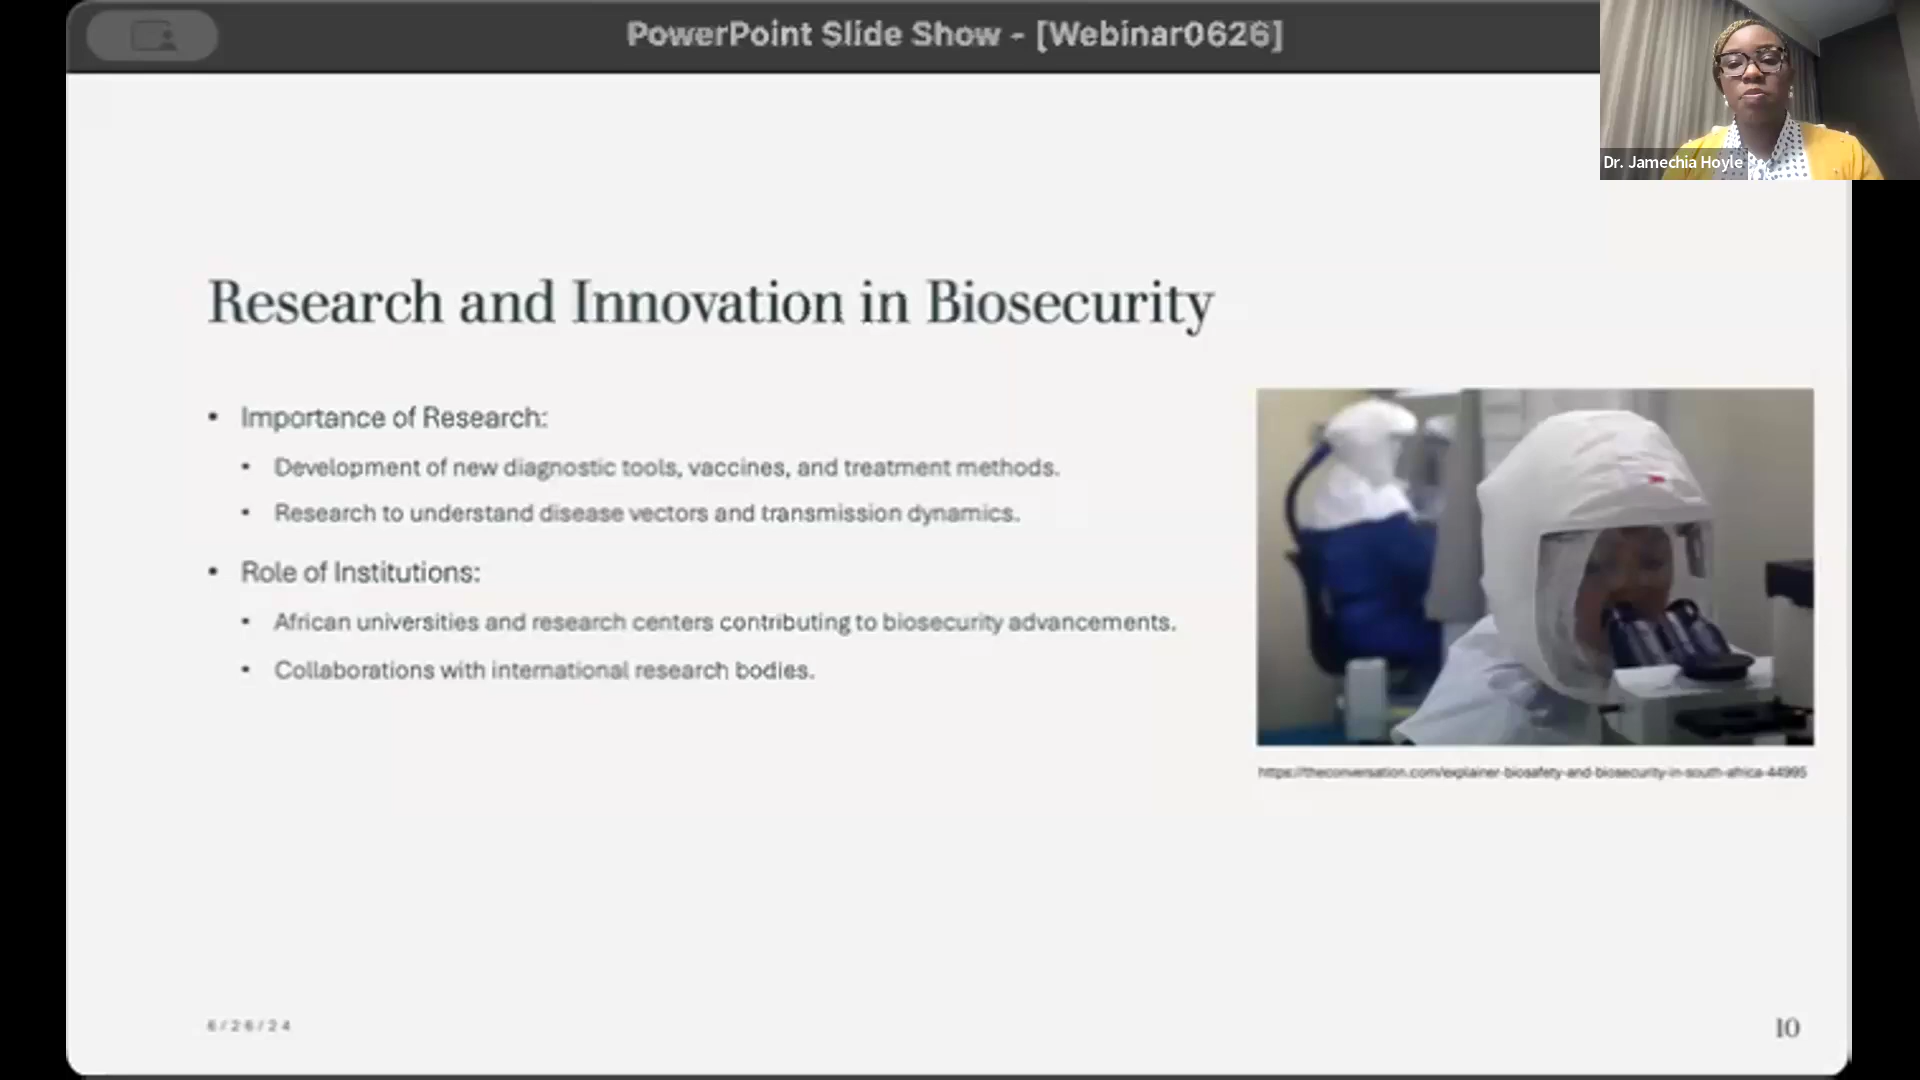 PowerPoint Slide Show - [Webinar0626]
Dr. Jamechia Hoyle
Research and Innovation in Biosecurity
• Importance of Research:
• Development of new diagnostic tools, vaccines, and treatment methods.
• Research to understand disease vectors and transmission dynamics.
• Role of Institutions:
• African universities and research centers contributing to biosecurity advancements.
• Collaborations with international research bodies.
https://theconversation.com/explainer-biosafety-and-biosecurity-in-south-africa-44995
6/26/24
10